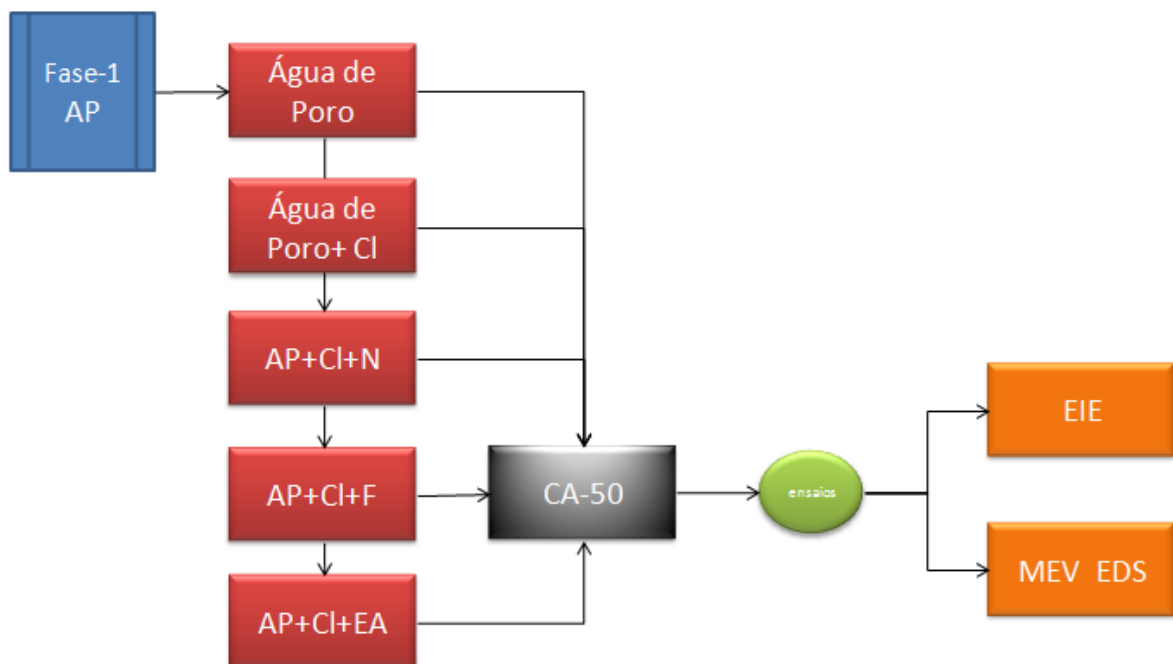 Fase-1
AP
Água de
Poro
Água de
Poro+ Cl
AP+Cl+N
AP+Cl+F
AP+Cl+EA
CA-50
ensaios
EIE
MEV EDS